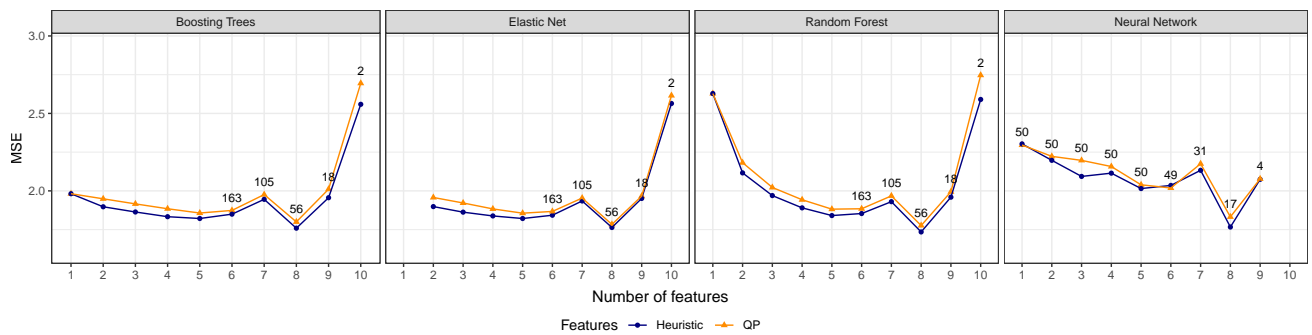 Boosting Trees Elastic Net Random Forest Neural Network
3.0
2.5
2.0
MSE
163 105 56 18 2
163 105 56 18 2
163 105 56 18 2
50 50 50 50 50 49 31 17 4
1 2 3 4 5 6 7 8 9 10
1 2 3 4 5 6 7 8 9 10
1 2 3 4 5 6 7 8 9 10
1 2 3 4 5 6 7 8 9 10
Number of features
Features Heuristic QP